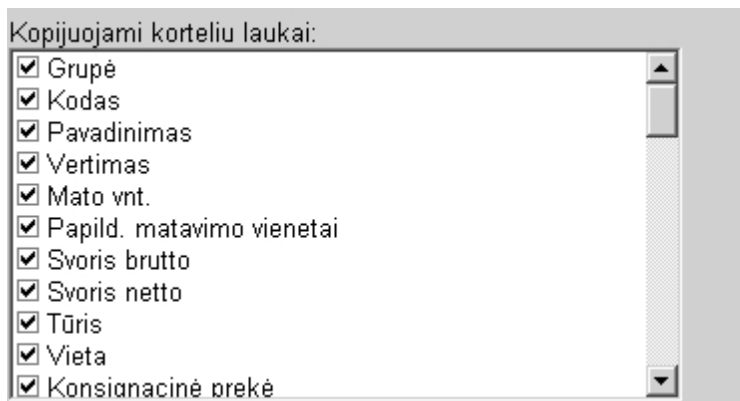 Kopijuojami korteliu laukai:
Grupė
Kodas
Pavadinimas
Vertimas
Mato vnt.
Papild. matavimo vienetai
Svoris brutto
Svoris netto
Tūris
Vieta
Konsignacinė prekė